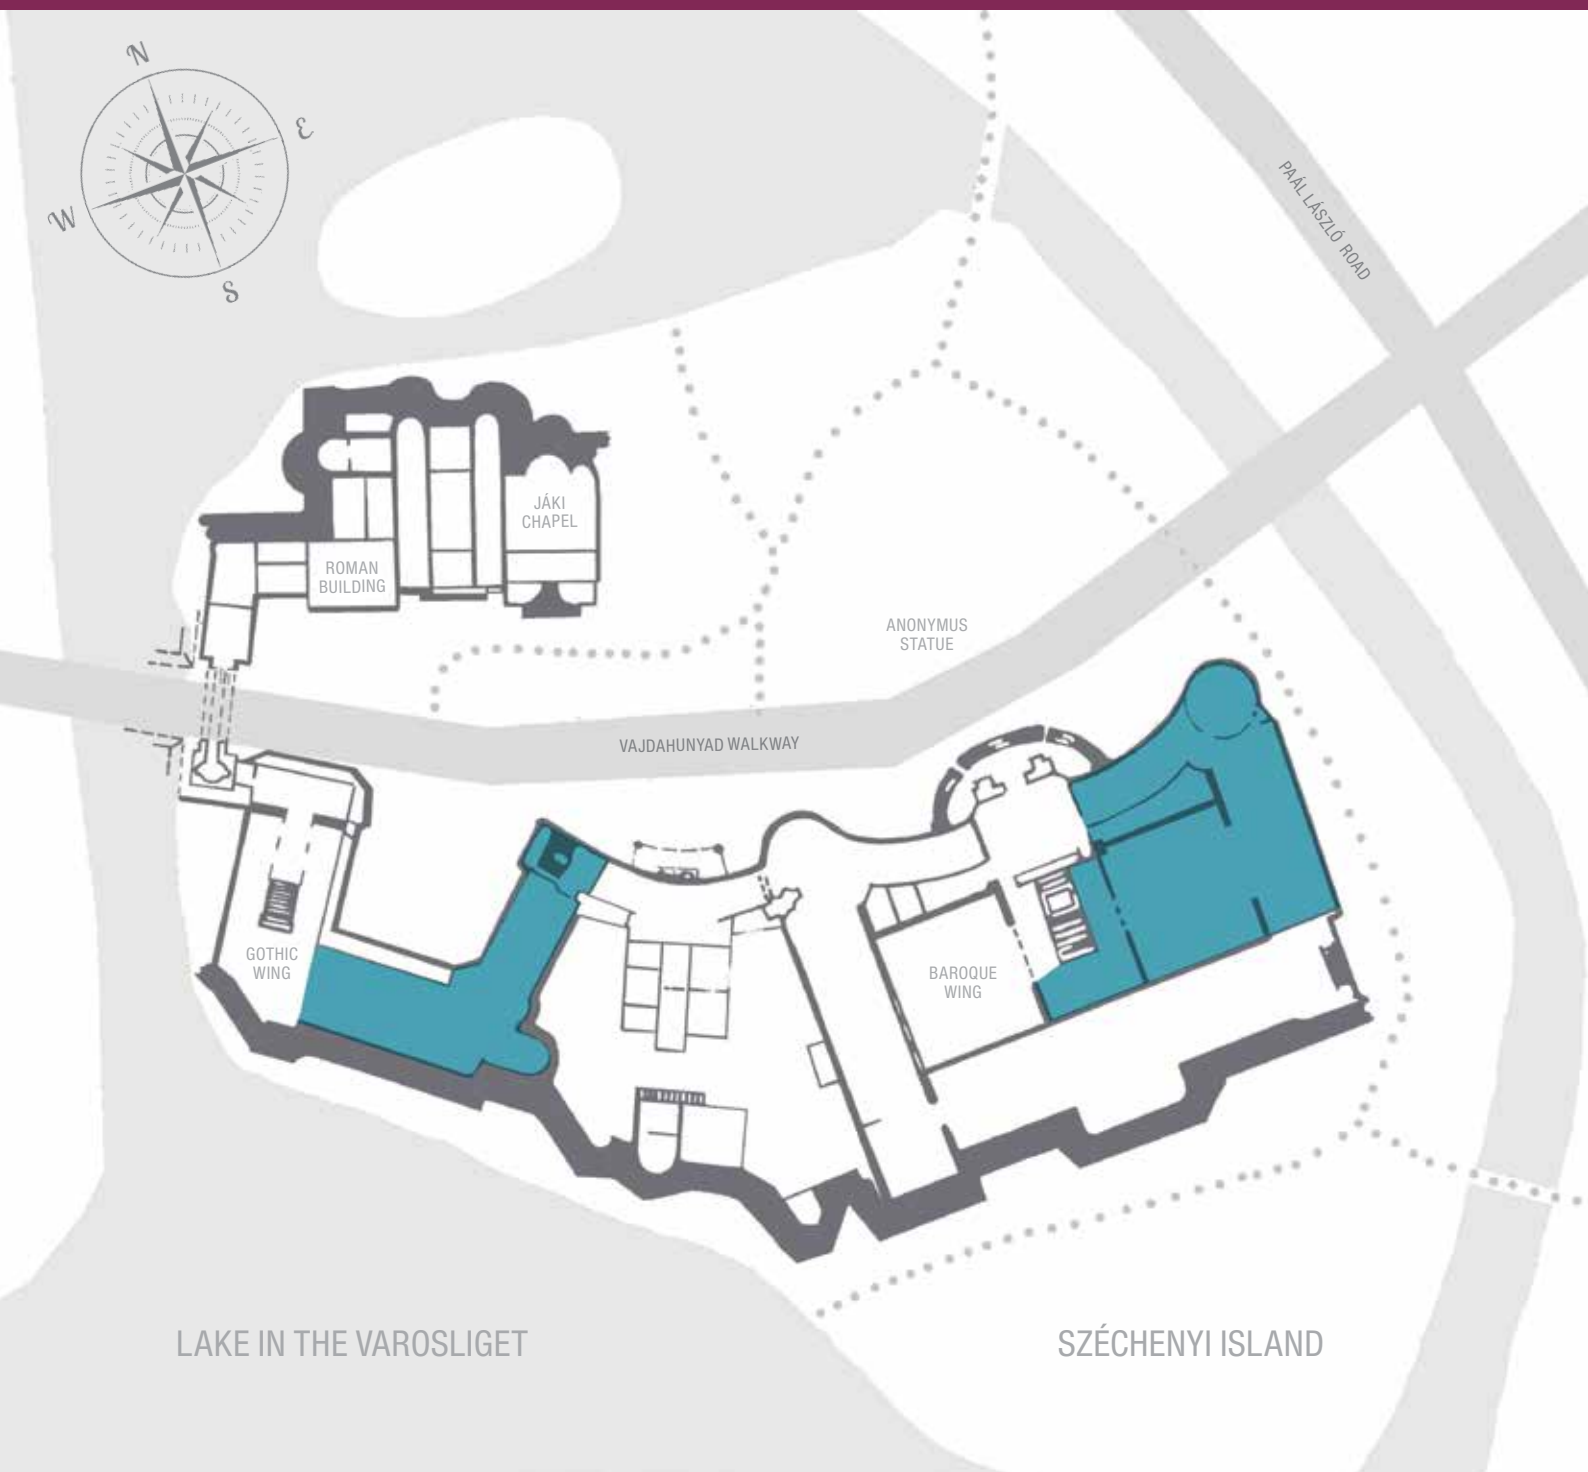 N
E
W
S
PAÁL LÁSZLÓ ROAD
JÁKI
CHAPEL
ROMAN
BUILDING
ANONYMUS
STATUE
VAJDAHUNYAD WALKWAY
GOTHIC
WING
BAROQUE
WING
LAKE IN THE VAROSLIGET
SZÉCHENYI ISLAND